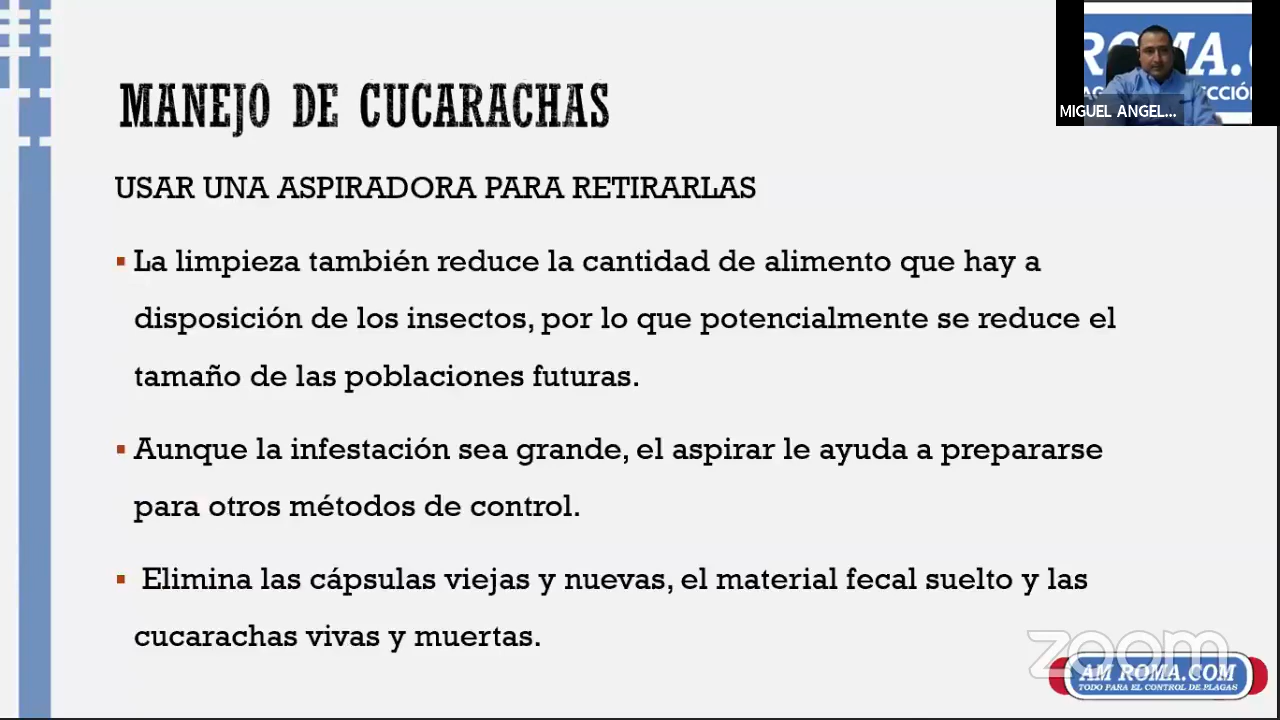 ROMA.
CCIÓN
MIGUEL ANGEL...
MANEJO DE CUCARACHAS
USAR UNA ASPIRADORA PARA RETIRARLAS
▪ La limpieza también reduce la cantidad de alimento que hay a
disposición de los insectos, por lo que potencialmente se reduce el
tamaño de las poblaciones futuras.
▪ Aunque la infestación sea grande, el aspirar le ayuda a prepararse
para otros métodos de control.
▪ Elimina las cápsulas viejas y nuevas, el material fecal suelto y las
cucarachas vivas y muertas.
zoom
AM ROMA.COM
TODO PARA EL CONTROL DE PLAGAS